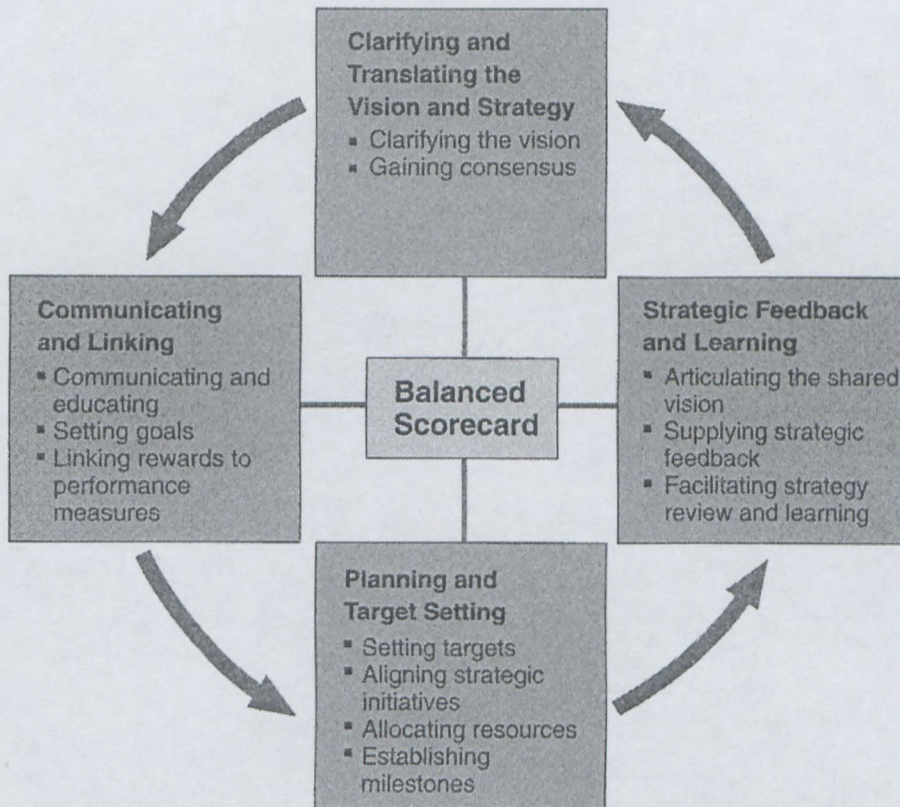 Clarifying and
Translating the
Vision and Strategy
▪ Clarifying the vision
▪ Gaining consensus
Communicating
and Linking
▪ Communicating and
educating
▪ Setting goals
▪ Linking rewards to
performance
measures
Balanced
Scorecard
Strategic Feedback
and Learning
▪ Articulating the shared
vision
▪ Supplying strategic
feedback
▪ Facilitating strategy
review and learning
Planning and
Target Setting
▪ Setting targets
▪ Aligning strategic
initiatives
▪ Allocating resources
▪ Establishing
milestones